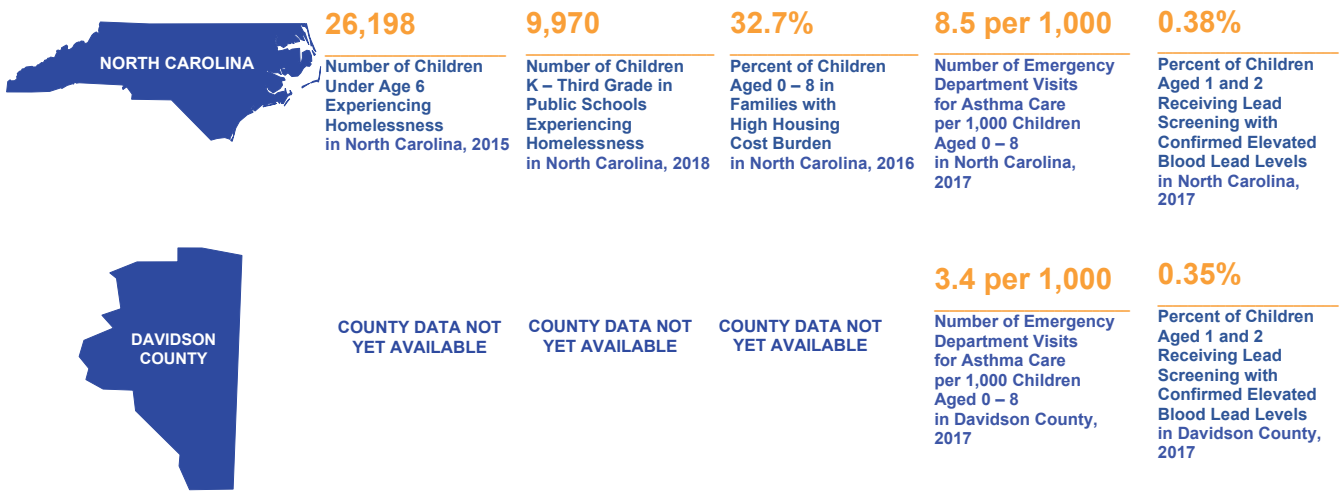 NORTH CAROLINA
26,198
Number of Children
Under Age 6
Experiencing
Homelessness
in North Carolina, 2015
9,970
Number of Children
K – Third Grade in
Public Schools
Experiencing
Homelessness
in North Carolina, 2018
32.7%
Percent of Children
Aged 0 – 8 in
Families with
High Housing
Cost Burden
in North Carolina, 2016
8.5 per 1,000
Number of Emergency
Department Visits
for Asthma Care
per 1,000 Children
Aged 0 – 8
in North Carolina,
2017
0.38%
Percent of Children
Aged 1 and 2
Receiving Lead
Screening with
Confirmed Elevated
Blood Lead Levels
in North Carolina,
2017
DAVIDSON
COUNTY
COUNTY DATA NOT
YET AVAILABLE
COUNTY DATA NOT
YET AVAILABLE
COUNTY DATA NOT
YET AVAILABLE
3.4 per 1,000
Number of Emergency
Department Visits
for Asthma Care
per 1,000 Children
Aged 0 – 8
in Davidson County,
2017
0.35%
Percent of Children
Aged 1 and 2
Receiving Lead
Screening with
Confirmed Elevated
Blood Lead Levels
in Davidson County,
2017